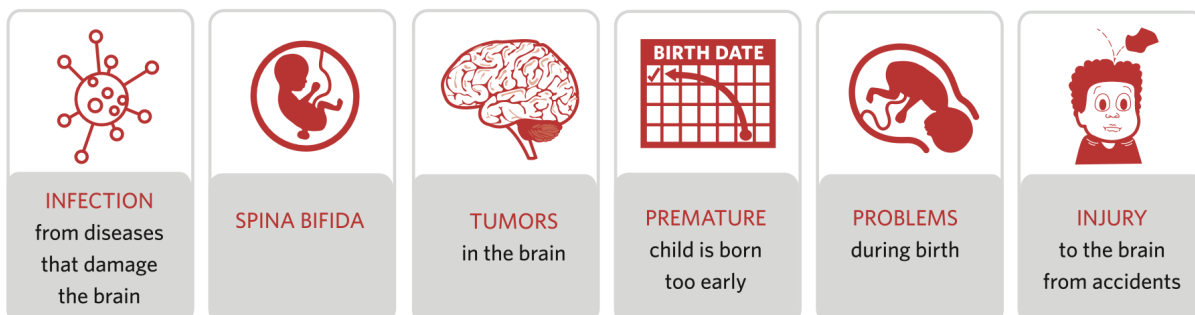 INFECTION
from diseases
that damage
the brain
SPINA BIFIDA
TUMORS
in the brain
BIRTH DATE
PREMATURE
child is born
too early
PROBLEMS
during birth
INJURY
to the brain
from accidents